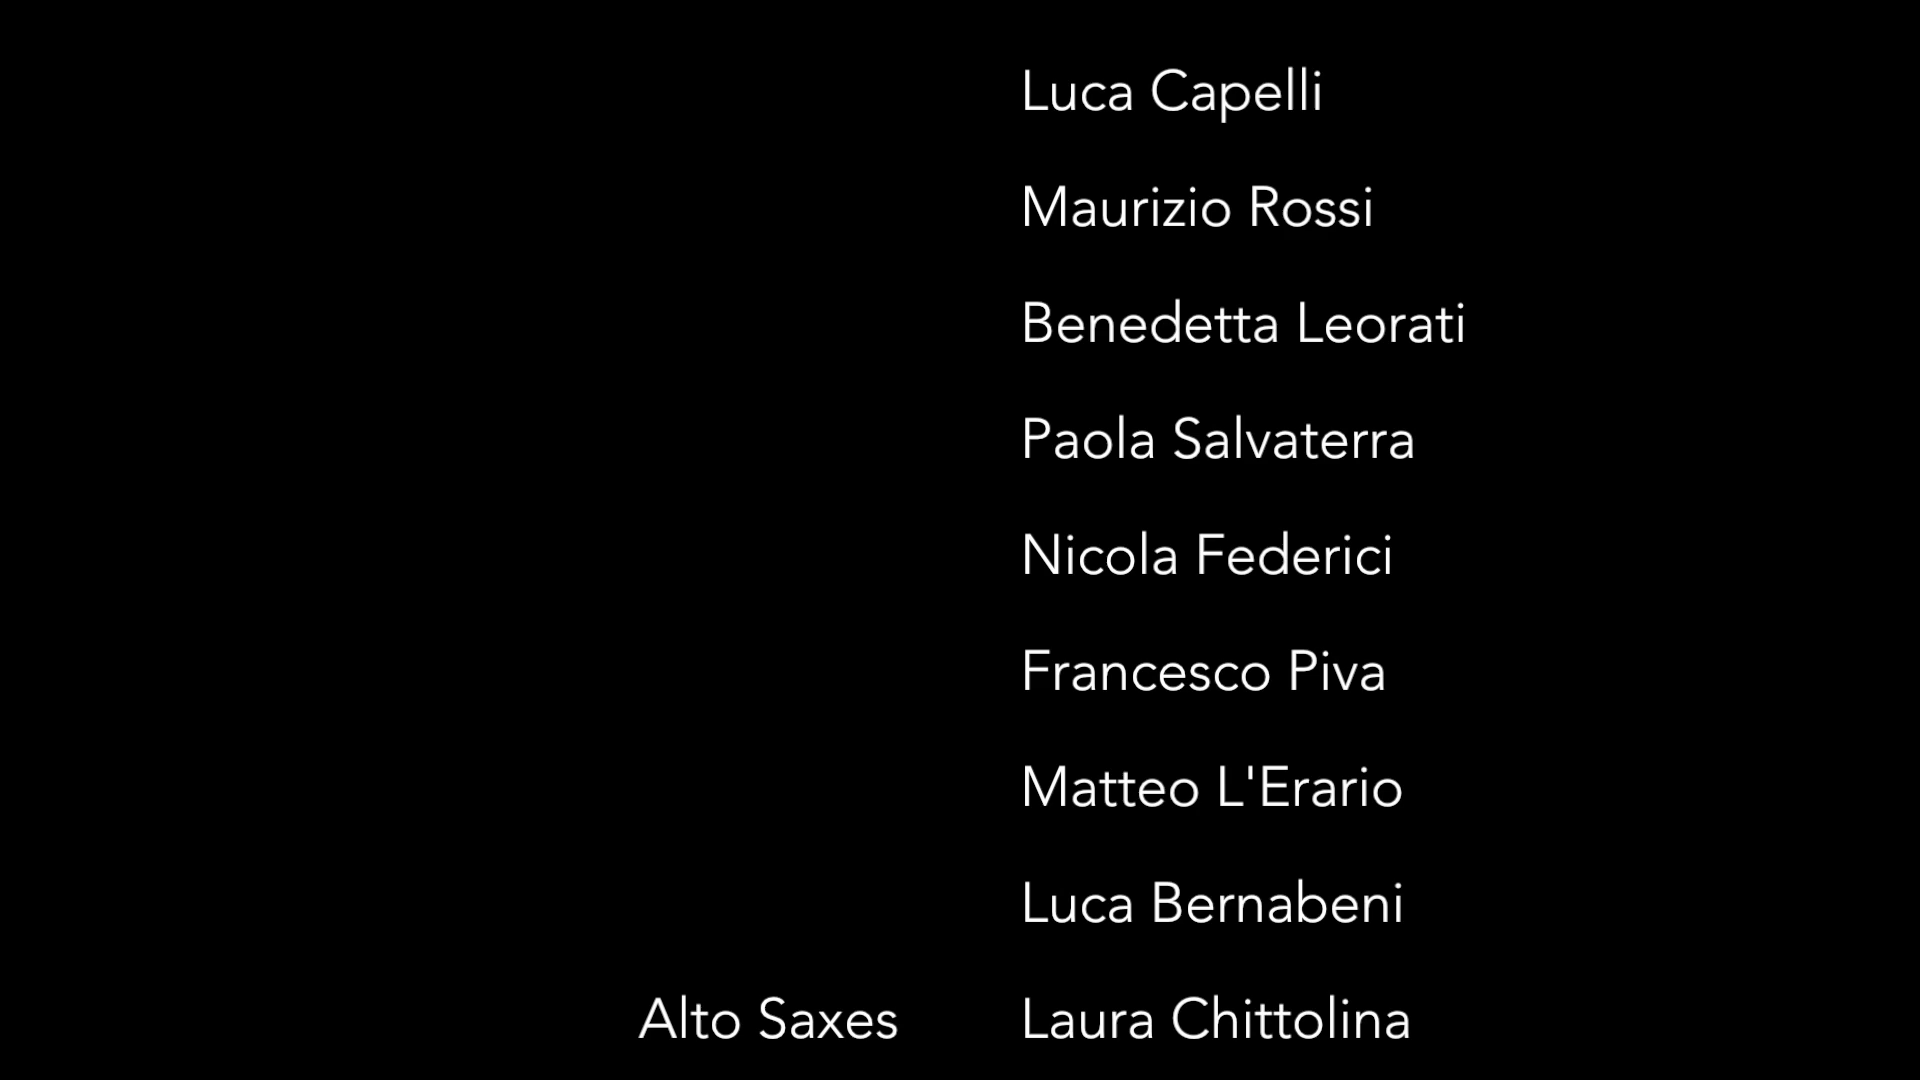 Luca Capelli
Maurizio Rossi
Benedetta Leorati
Paola Salvaterra
Nicola Federici
Francesco Piva
Matteo L'Erario
Luca Bernabeni
Alto Saxes Laura Chittolina